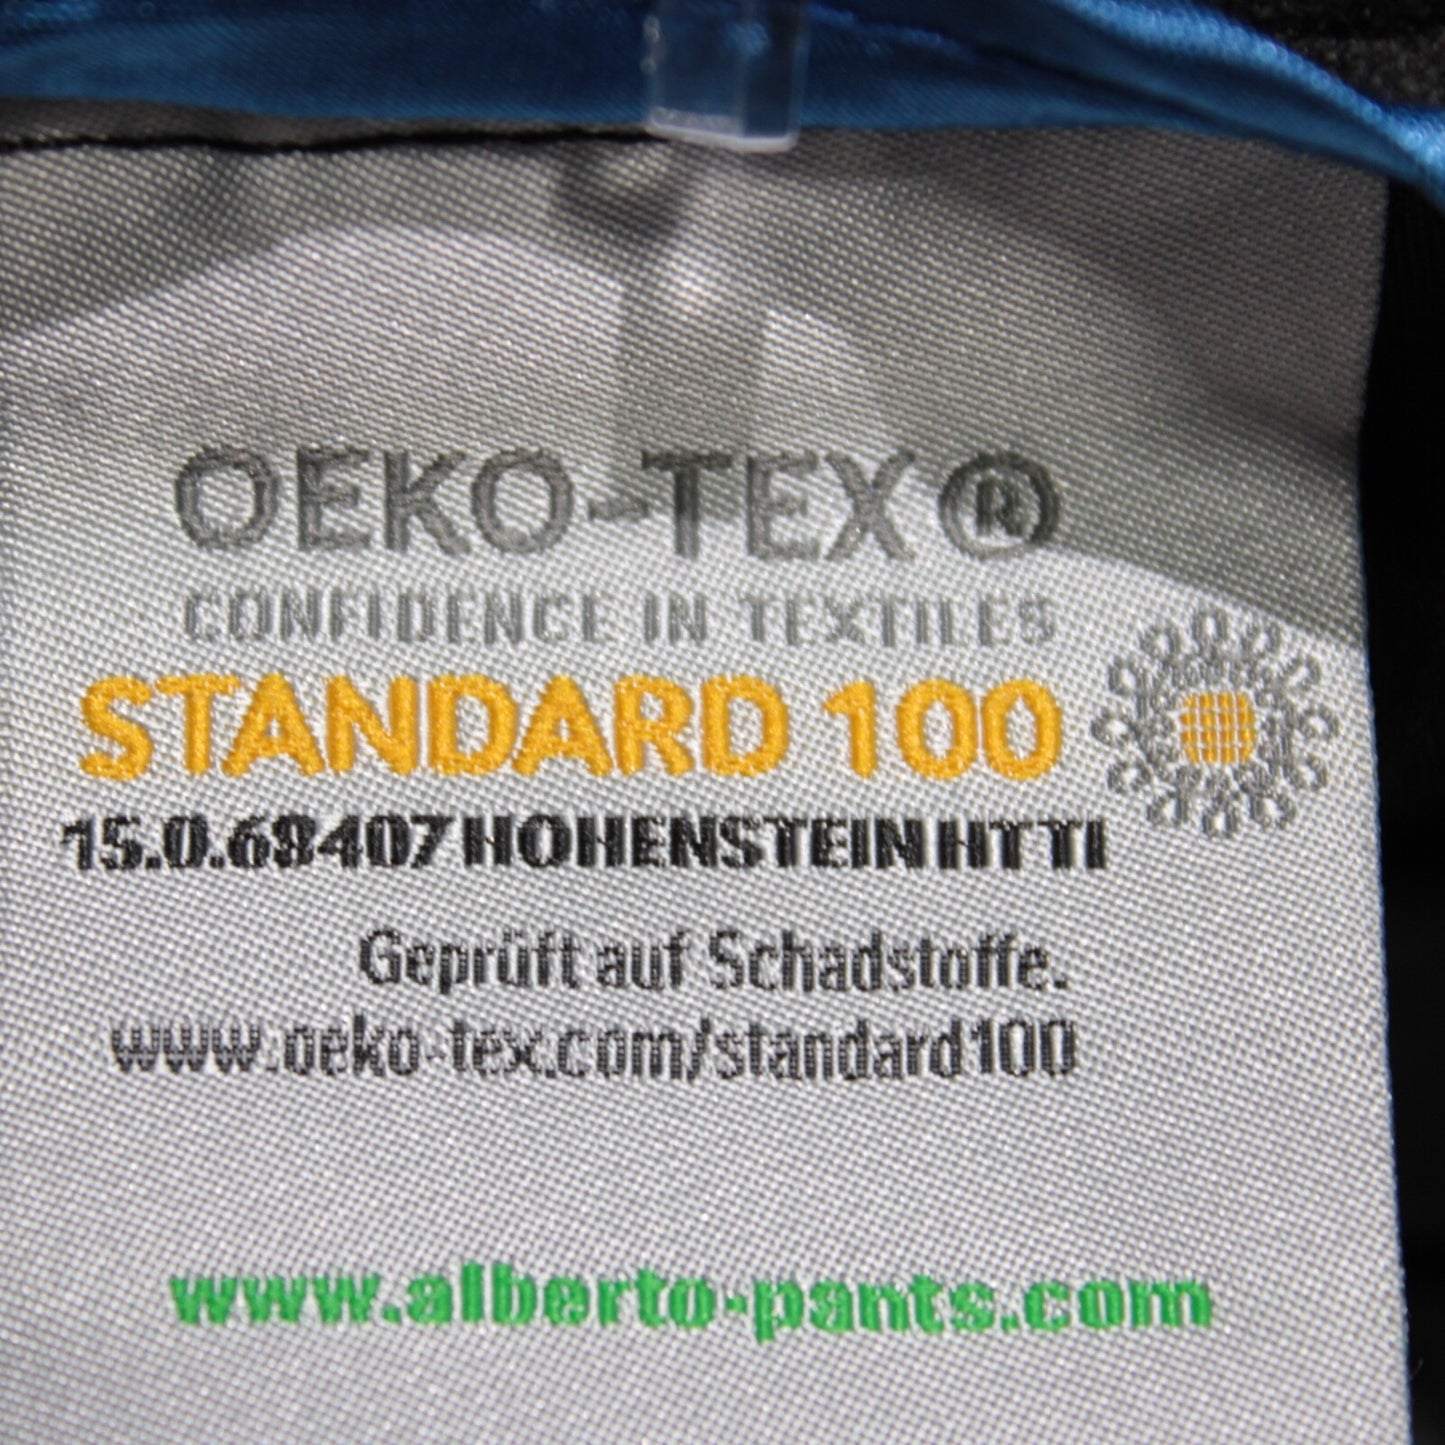 OEKO-TEX®
CONFIDENCE IN TEXTILES
STANDARD 100
15.0.68407 HOHENSTEIN HTTI
Geprüft auf Schadstoffe.
www.oeko-tex.com/standard100
www.alberto-pants.com